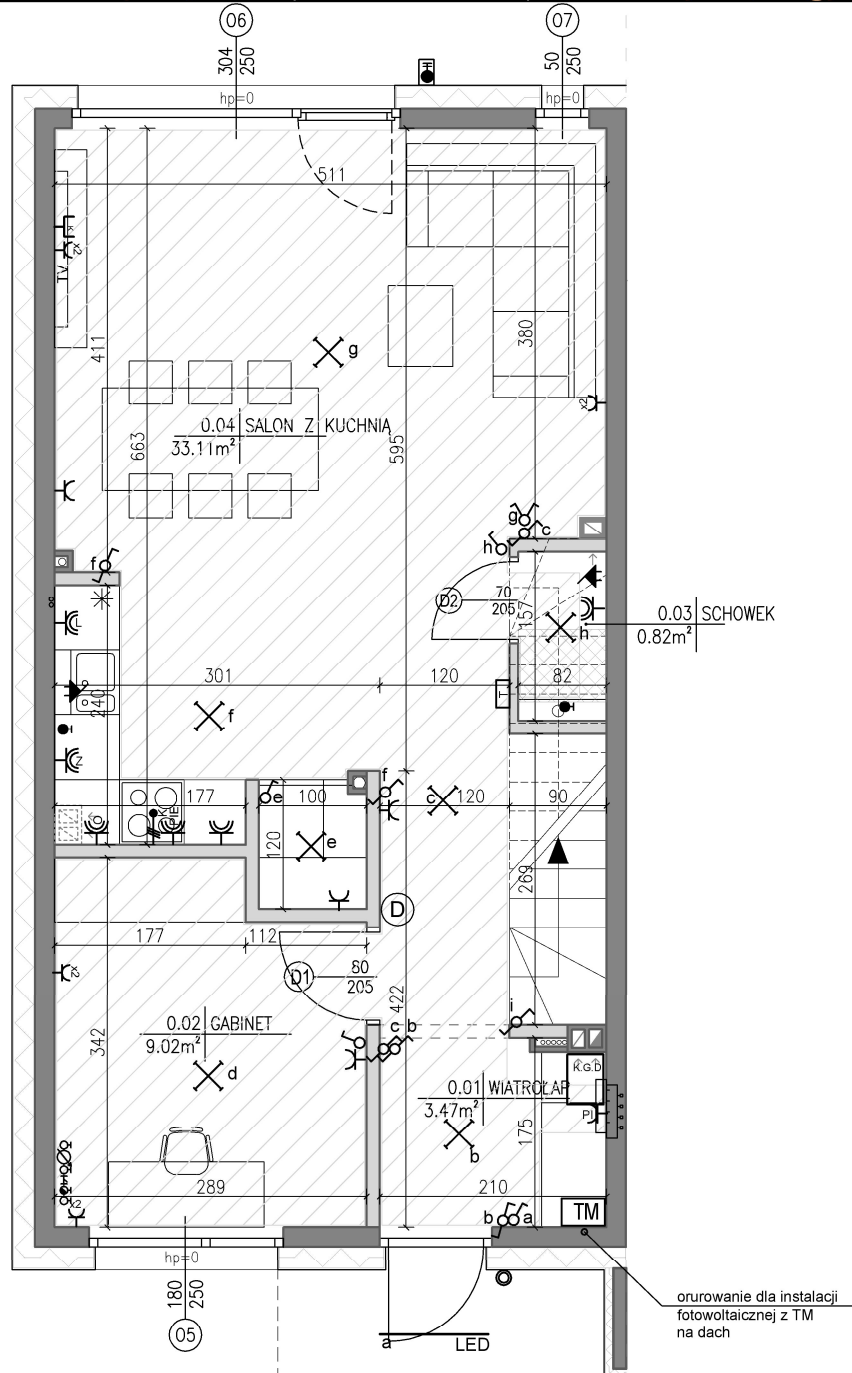 06
304
250
07
50
250
hp=0
hp=0
H
511
K
x2
TV
411
663
g
380
595
x2
0.04 SALON Z KUCHNIĄ
33.11m²
g
c
h
f
D2
70
205
157
h
0.03 SCHOWEK
0.82m²
L
301
120
82
T
240
f
Z
177
e
100
f
c
120
90
K
PIE
120
e
269
D
177
112
x2
D1
80
205
422
i
342
0.02 GABINET
9.02m²
c b
d
K.G.D
0.01 WIATROŁAP
3.47m²
PI
175
b
x2
289
210
b
a
TM
hp=0
180
250
05
a
LED
orurowanie dla instalacji
fotowoltaicznej z TM
na dach